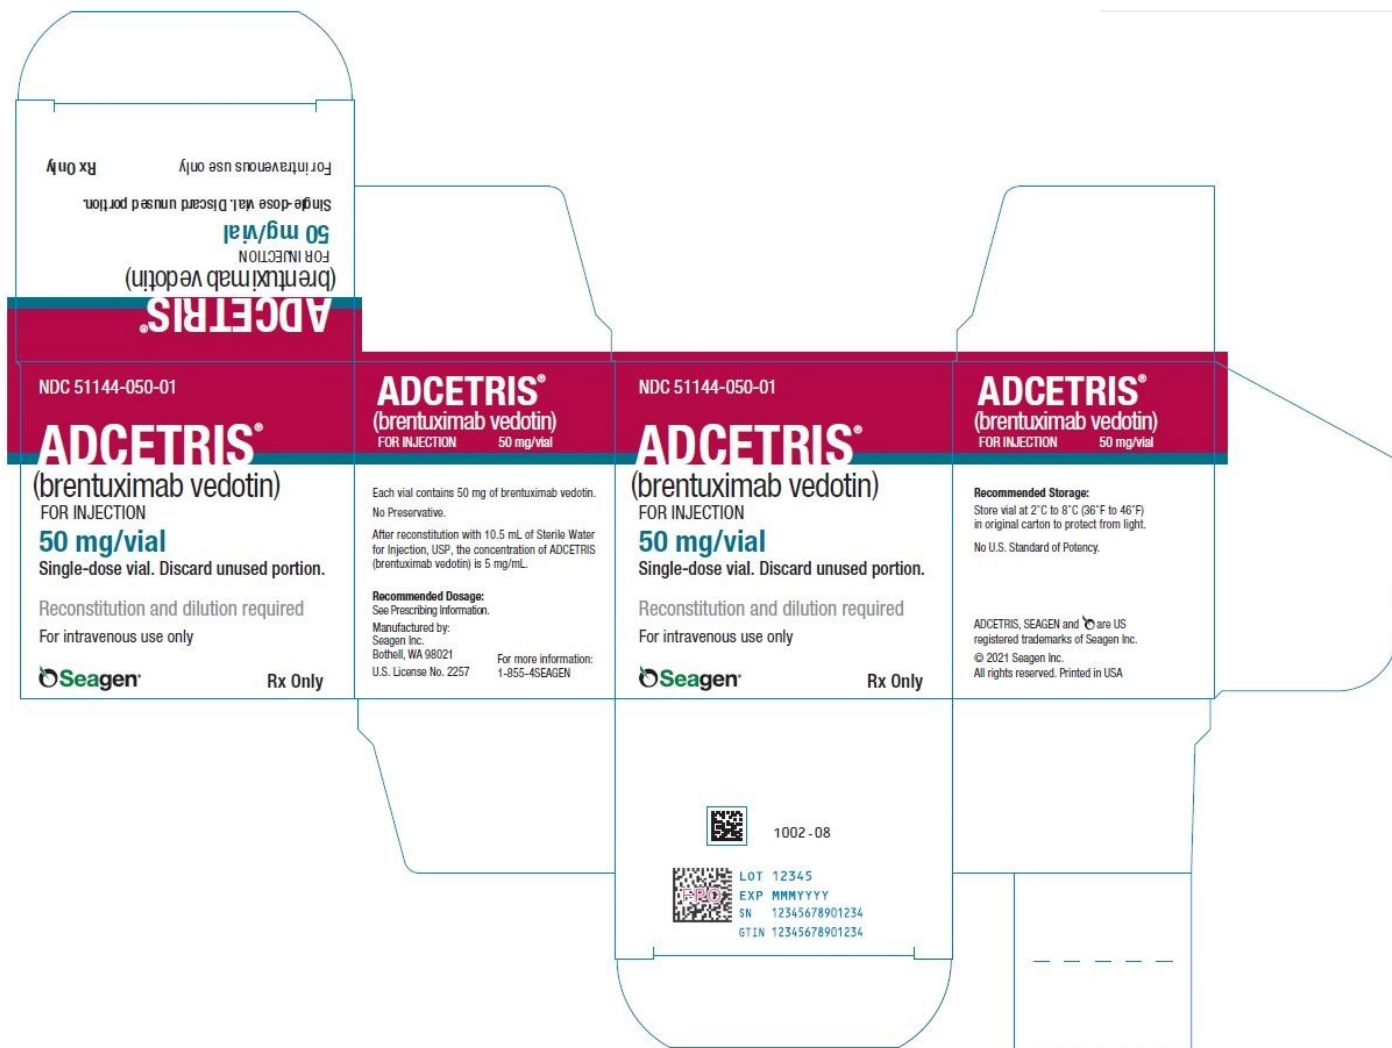 For intravenous use only Rx Only
Single-dose vial. Discard unused portion.
50 mg/vial
FOR INJECTION
(brentuximab vedotin)
ADCETRIS®
NDC 51144-050-01
ADCETRIS®
(brentuximab vedotin)
FOR INJECTION
50 mg/vial
Single-dose vial. Discard unused portion.
Reconstitution and dilution required
For intravenous use only
Seagen®
Rx Only
ADCETRIS®
(brentuximab vedotin)
FOR INJECTION 50 mg/vial
Each vial contains 50 mg of brentuximab vedotin.
No Preservative.
After reconstitution with 10.5 mL of Sterile Water
for Injection, USP, the concentration of ADCETRIS
(brentuximab vedotin) is 5 mg/mL.
Recommended Dosage:
See Prescribing Information.
Manufactured by:
Seagen Inc.
Bothell, WA 98021
U.S. License No. 2257
For more information:
1-855-4SEAGEN
NDC 51144-050-01
ADCETRIS®
(brentuximab vedotin)
FOR INJECTION
50 mg/vial
Single-dose vial. Discard unused portion.
Reconstitution and dilution required
For intravenous use only
Seagen®
Rx Only
ADCETRIS®
(brentuximab vedotin)
FOR INJECTION 50 mg/vial
Recommended Storage:
Store vial at 2˚C to 8˚C (36˚F to 46˚F)
in original carton to protect from light.
No U.S. Standard of Potency.
ADCETRIS, SEAGEN and are US
registered trademarks of Seagen Inc.
© 2021 Seagen Inc.
All rights reserved. Printed in USA
1002-08
FPO
LOT 12345
EXP MMMYYYY
SN 12345678901234
GTIN 12345678901234